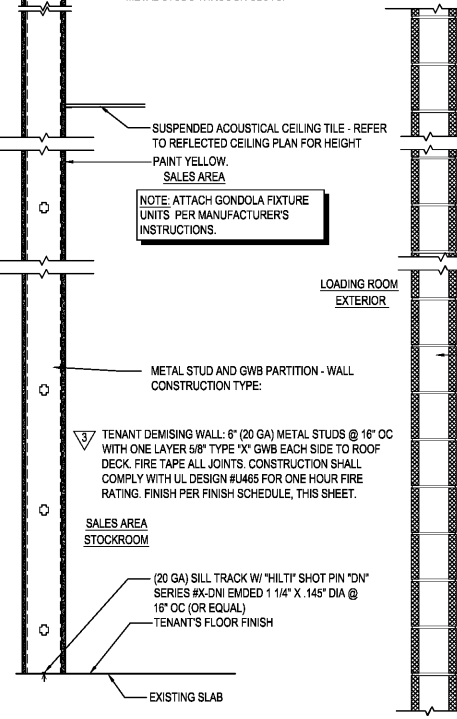 SUSPENDED ACOUSTICAL CEILING TILE - REFER
TO REFLECTED CEILING PLAN FOR HEIGHT
PAINT YELLOW.
SALES AREA
NOTE: ATTACH GONDOLA FIXTURE
UNITS PER MANUFACTURER'S
INSTRUCTIONS.
LOADING ROOM
EXTERIOR
METAL STUD AND GWB PARTITION - WALL
CONSTRUCTION TYPE:
3
TENANT DEMISING WALL: 6" (20 GA) METAL STUDS @ 16" OC
WITH ONE LAYER 5/8" TYPE "X" GWB EACH SIDE TO ROOF
DECK. FIRE TAPE ALL JOINTS. CONSTRUCTION SHALL
COMPLY WITH UL DESIGN #U465 FOR ONE HOUR FIRE
RATING. FINISH PER FINISH SCHEDULE, THIS SHEET.
SALES AREA
STOCKROOM
(20 GA) SILL TRACK W/ "HILTI" SHOT PIN "DN"
SERIES #X-DNI EMDED 1 1/4" X .145" DIA @
16" OC (OR EQUAL)
TENANT'S FLOOR FINISH
EXISTING SLAB